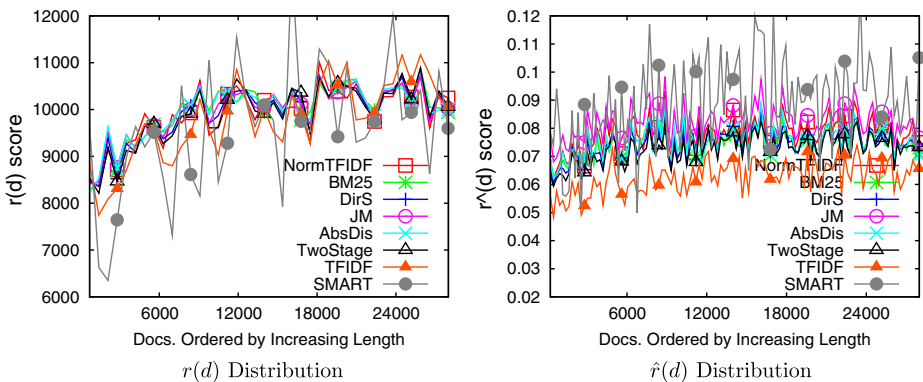 12000
11000
10000
9000
8000
7000
6000
r(d) score
NormTFIDF
BM25
DirS
JM
AbsDis
TwoStage
TFIDF
SMART
6000 12000 18000 24000
Docs. Ordered by Increasing Length
r(d) Distribution
0.12
0.11
0.10
0.09
0.08
0.07
0.06
0.05
0.04
0.03
0.02
r^(d) score
NormTFIDF
BM25
DirS
JM
AbsDis
TwoStage
TFIDF
SMART
6000 12000 18000 24000
Docs. Ordered by Increasing Length
r̂(d) Distribution